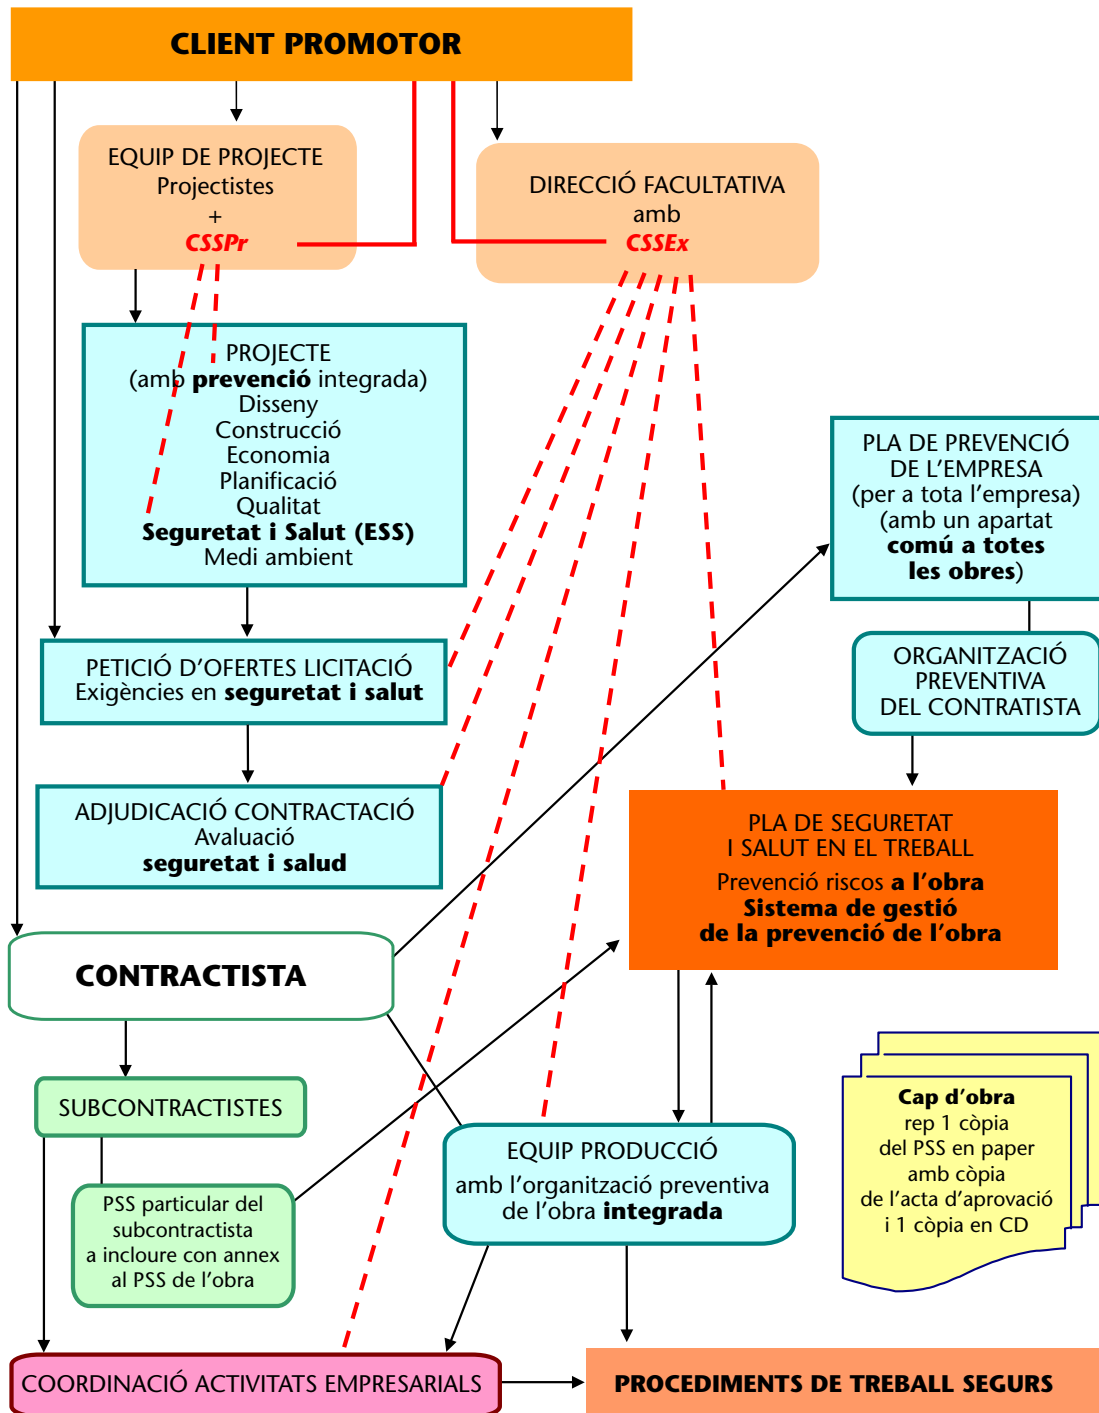 CLIENT PROMOTOR
EQUIP DE PROJECTE
Projectistes
+
CSSPr
DIRECCIÓ FACULTATIVA
amb
CSSEx
PROJECTE
(amb prevenció integrada)
Disseny
Construcció
Economia
Planificació
Qualitat
Seguretat i Salut (ESS)
Medi ambient
PLA DE PREVENCIÓ
DE L'EMPRESA
(per a tota l'empresa)
(amb un apartat
comú a totes
les obres)
PETICIÓ D'OFERTES LICITACIÓ
Exigències en seguretat i salut
ORGANITZACIÓ
PREVENTIVA
DEL CONTRATISTA
ADJUDICACIÓ CONTRACTACIÓ
Avaluació
seguretat i salud
PLA DE SEGURETAT
I SALUT EN EL TREBALL
Prevenció riscos a l'obra
Sistema de gestió
de la prevenció de l'obra
CONTRACTISTA
SUBCONTRACTISTES
PSS particular del
subcontractista
a incloure con annex
al PSS de l'obra
EQUIP PRODUCCIÓ
amb l'organització preventiva
de l'obra integrada
Cap d'obra
rep 1 còpia
del PSS en paper
amb còpia
de l'acta d'aprovació
i 1 còpia en CD
COORDINACIÓ ACTIVITATS EMPRESARIALS
PROCEDIMENTS DE TREBALL SEGURS